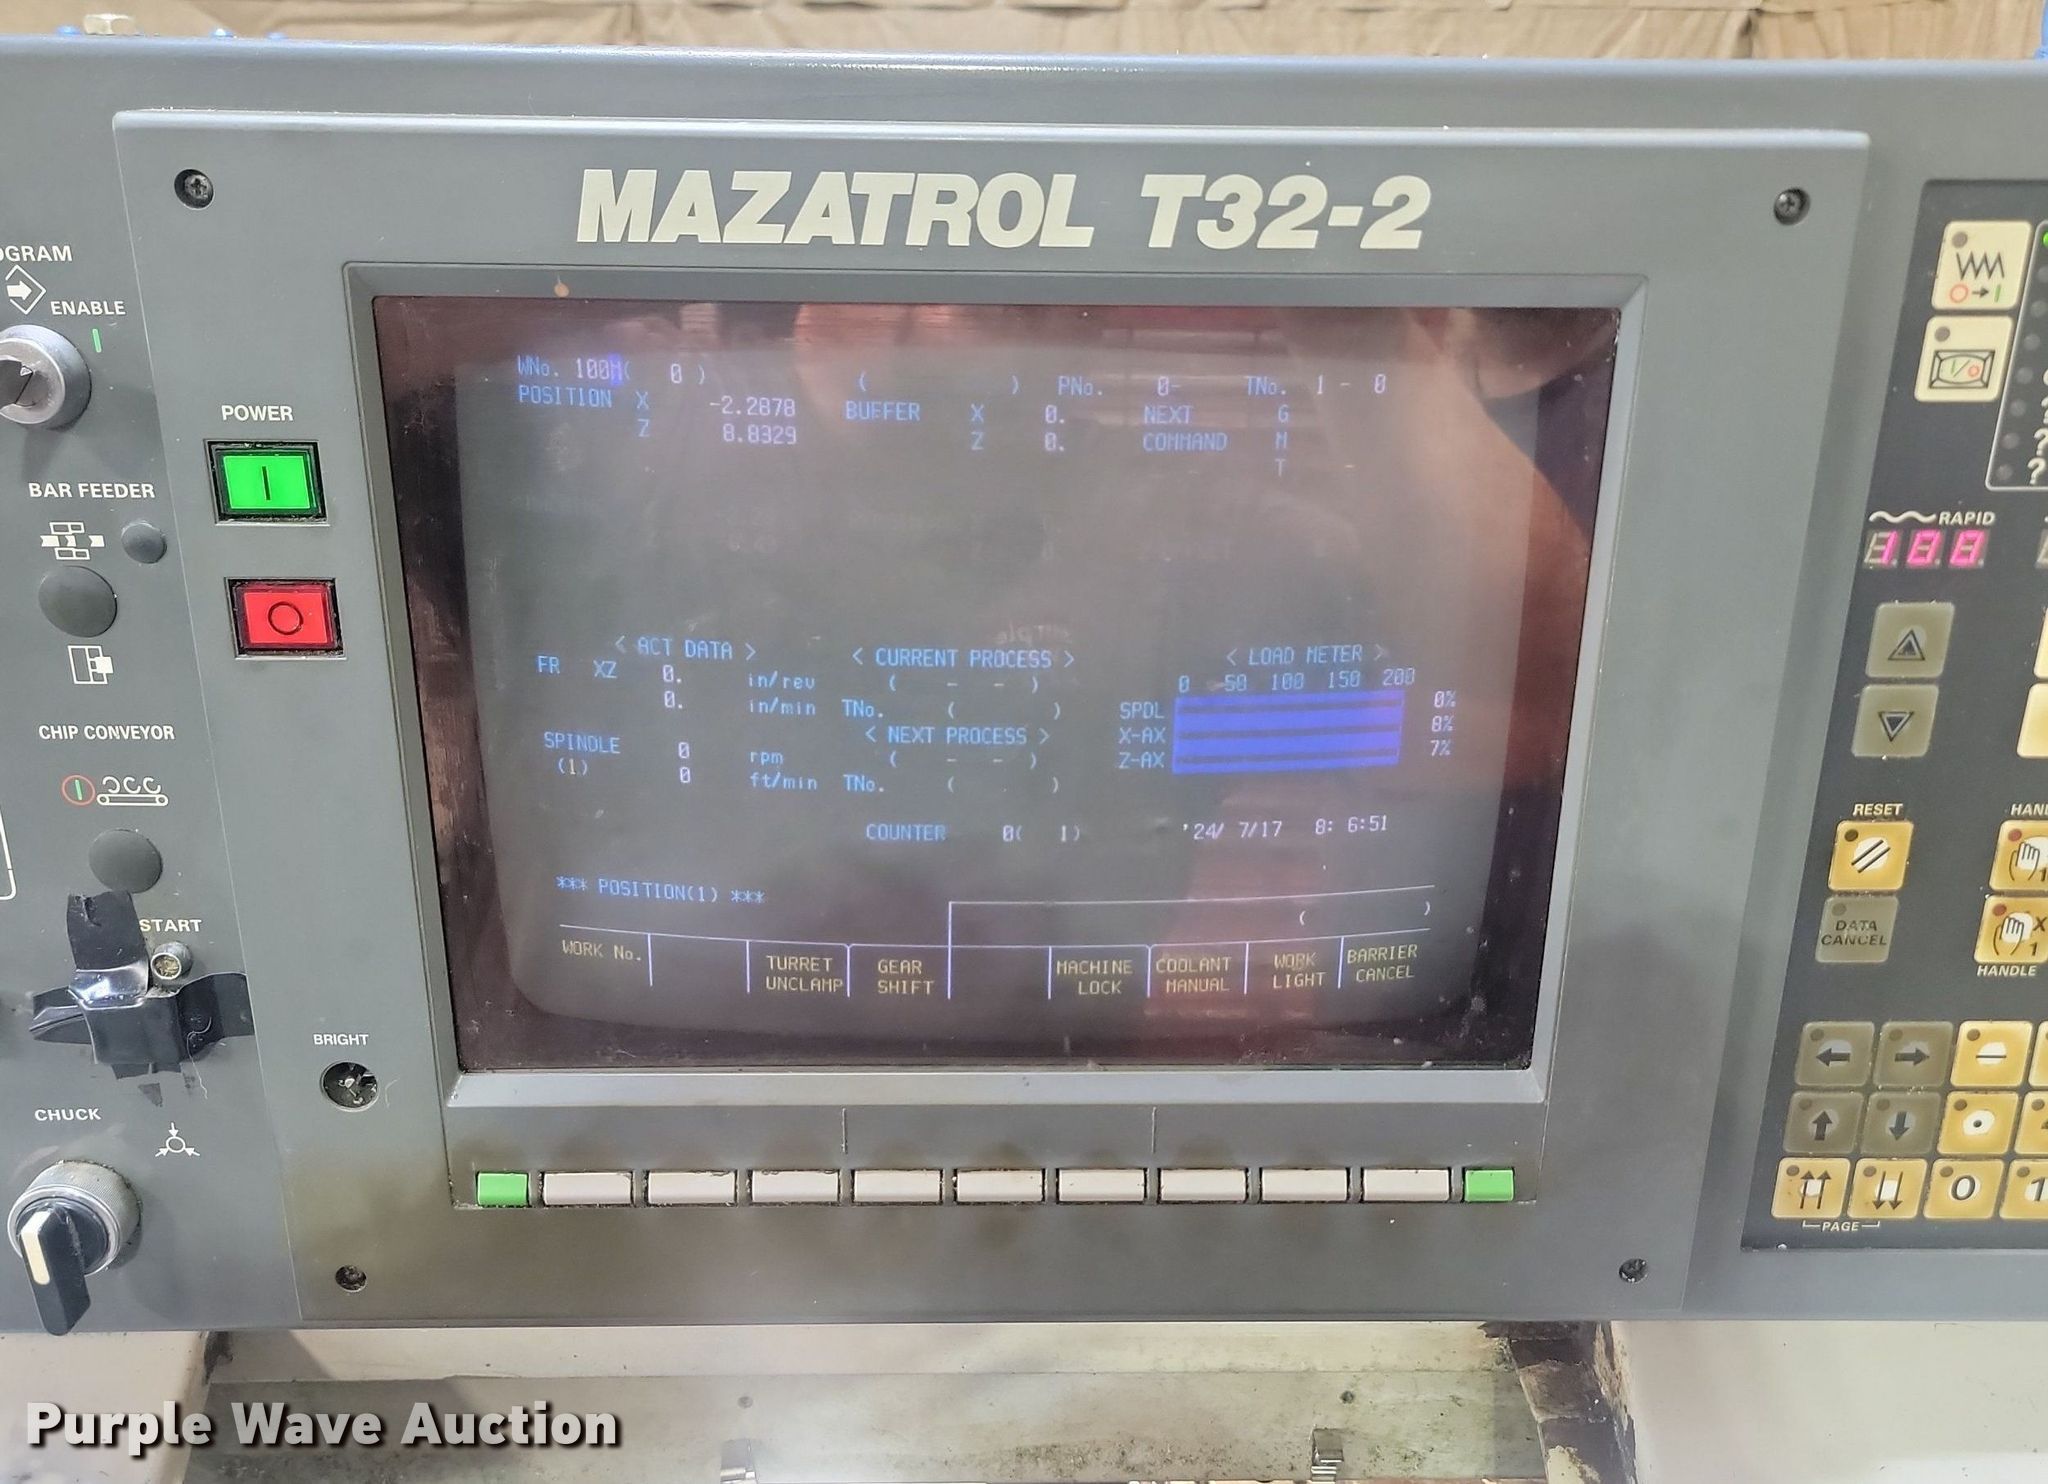 MAZATROL T32-2
ENABLE
POWER
BAR FEEDER
CHIP CONVEYOR
START
BRIGHT
CHUCK
WNo. 100M( 0 )
( ) PNo. 0- TNo. 1 - 0
POSITION X -2.2878 BUFFER X 0. NEXT G
Z 8.8329 Z 0. COMMAND M
T
< ACT DATA > < CURRENT PROCESS > < LOAD METER >
FR XZ 0. in/rev ( - - ) 0 50 100 150 200
0. in/min TNo. ( ) SPDL 0%
< NEXT PROCESS > X-AX 8%
SPINDLE 0 rpm ( - - ) Z-AX 7%
(1) 0 ft/min TNo. ( )
COUNTER 0( 1) '24/ 7/17 8: 6:51
*** POSITION(1) ***
( )
WORK No.
TURRET UNCLAMP
GEAR SHIFT
MACHINE LOCK
COOLANT MANUAL
WORK LIGHT
BARRIER CANCEL
RAPID
100
RESET
DATA CANCEL
HANDLE
PAGE
0
Purple Wave Auction